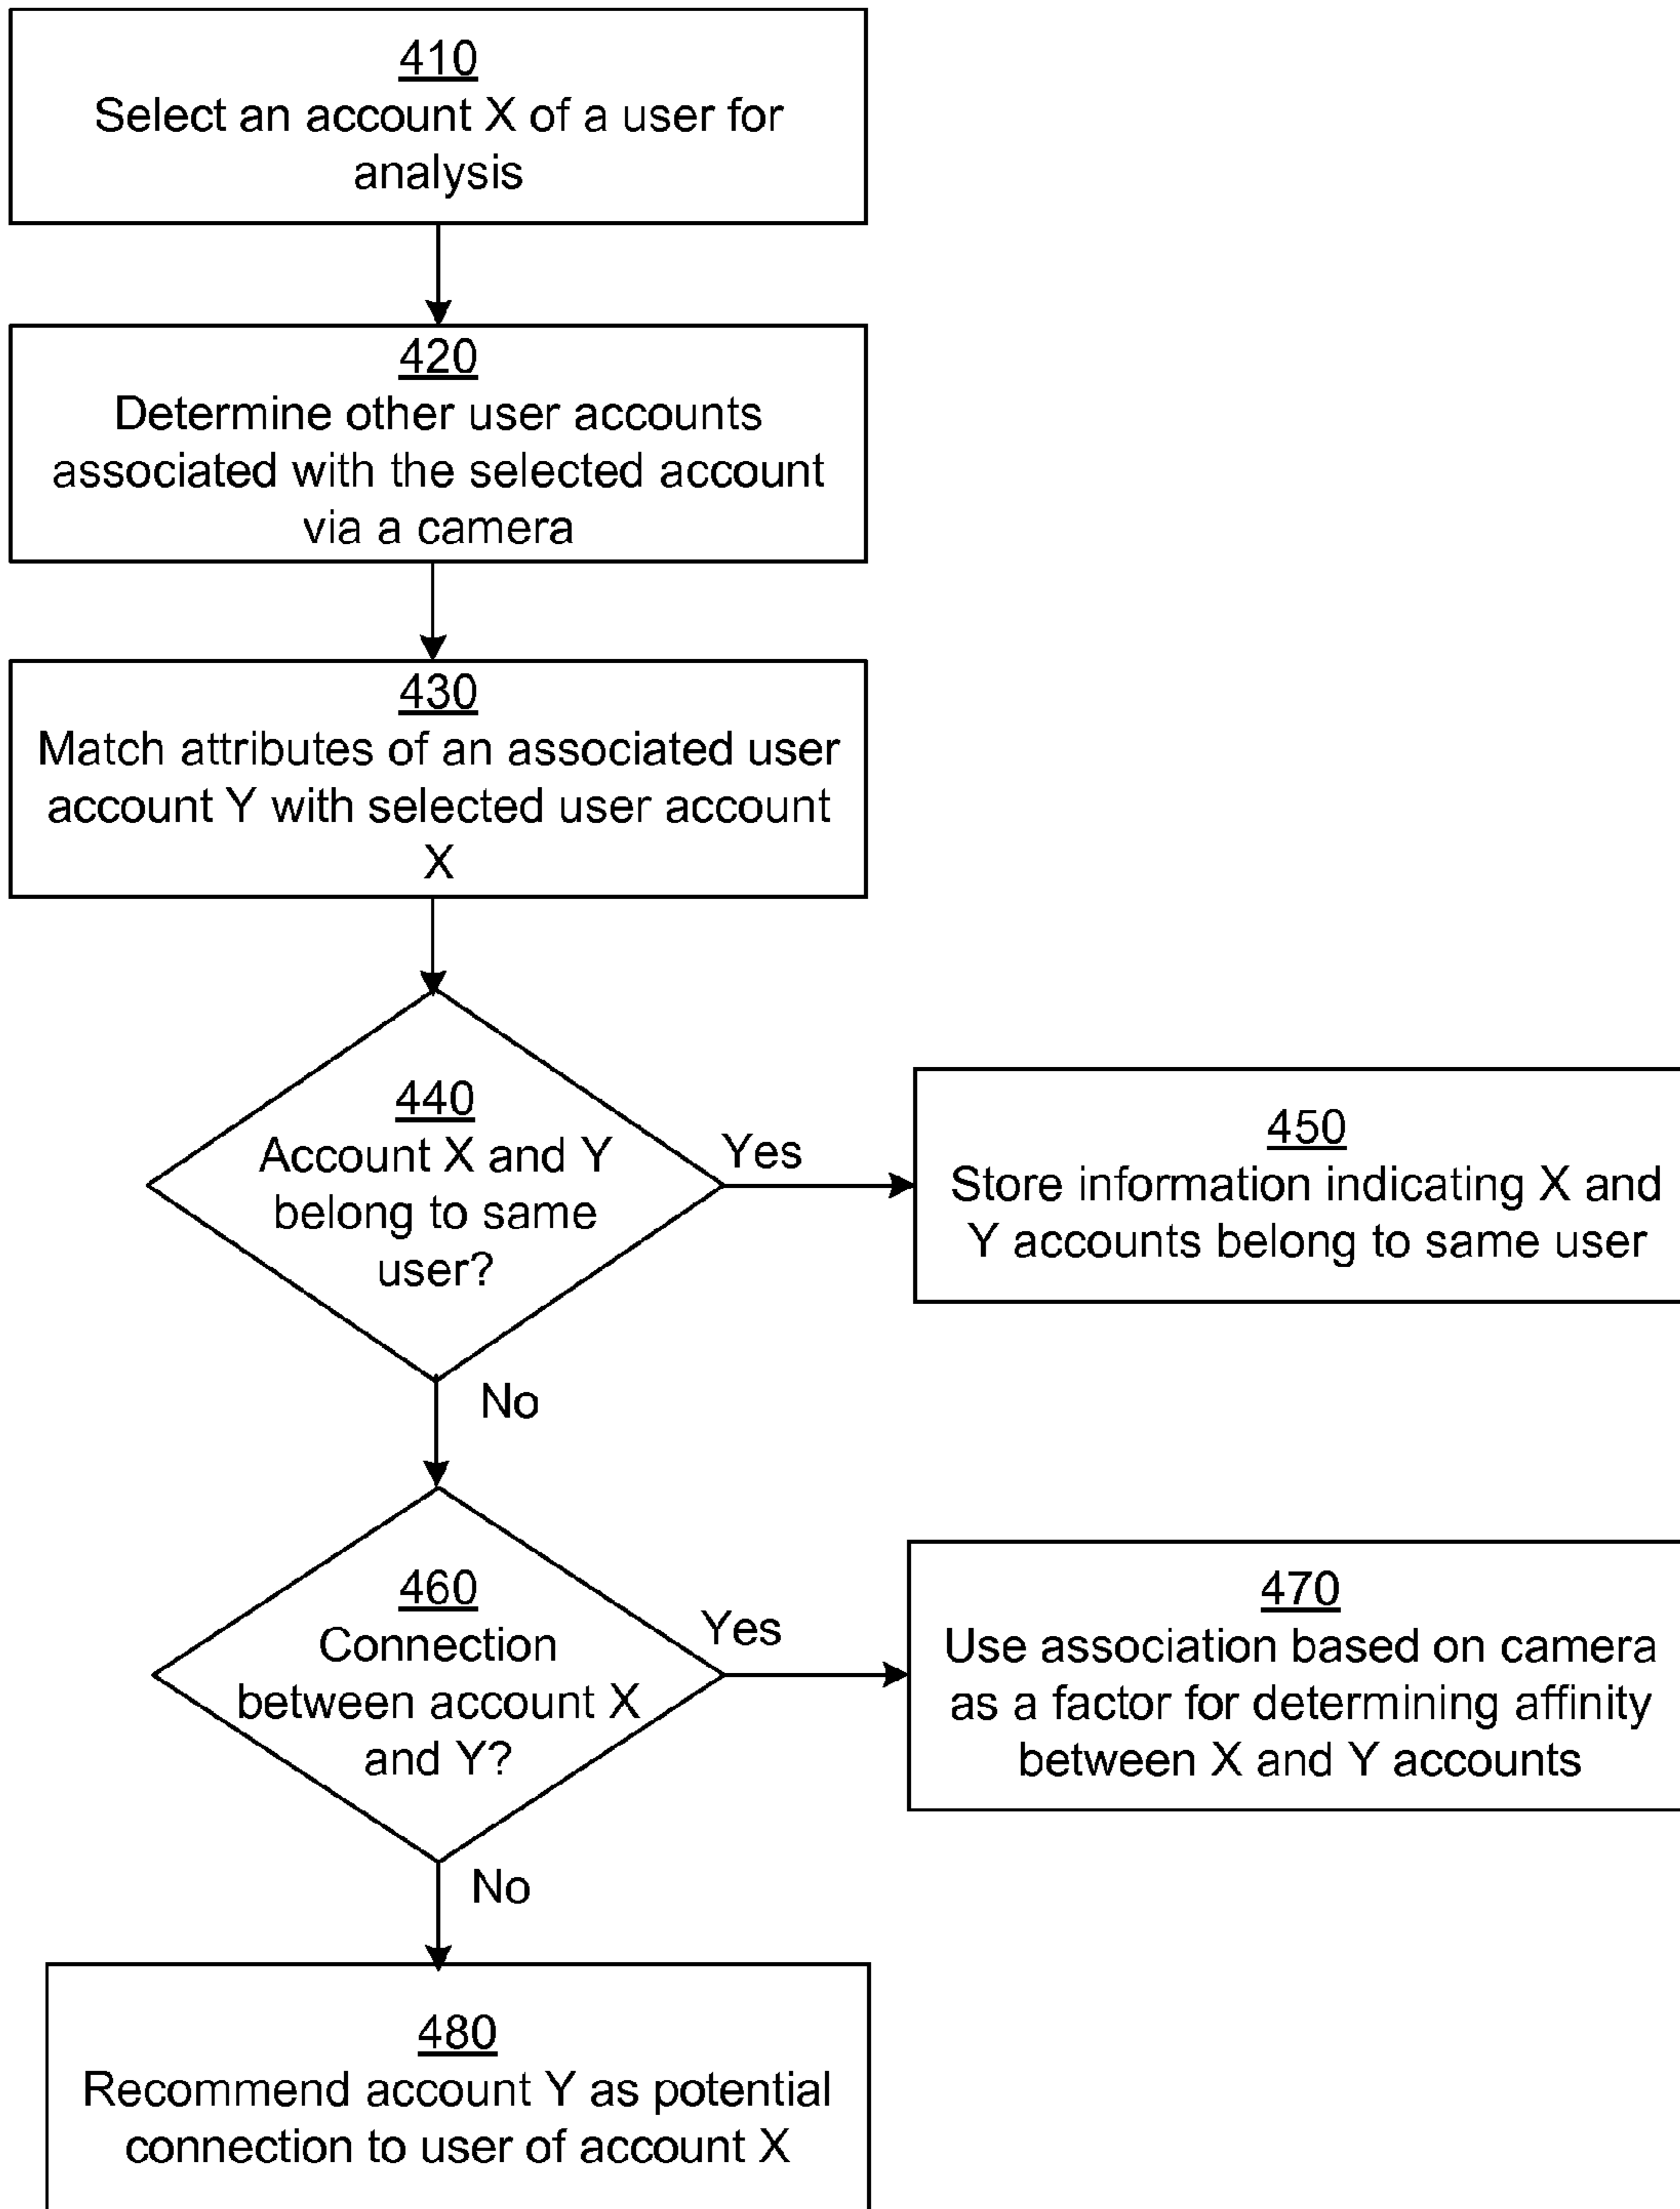 410
Select an account X of a user for
analysis
420
Determine other user accounts
associated with the selected account
via a camera
430
Match attributes of an associated user
account Y with selected user account
X
440
Account X and Y
belong to same
user?
Yes
450
Store information indicating X and
Y accounts belong to same user
No
460
Connection
between account X
and Y?
Yes
470
Use association based on camera
as a factor for determining affinity
between X and Y accounts
No
480
Recommend account Y as potential
connection to user of account X